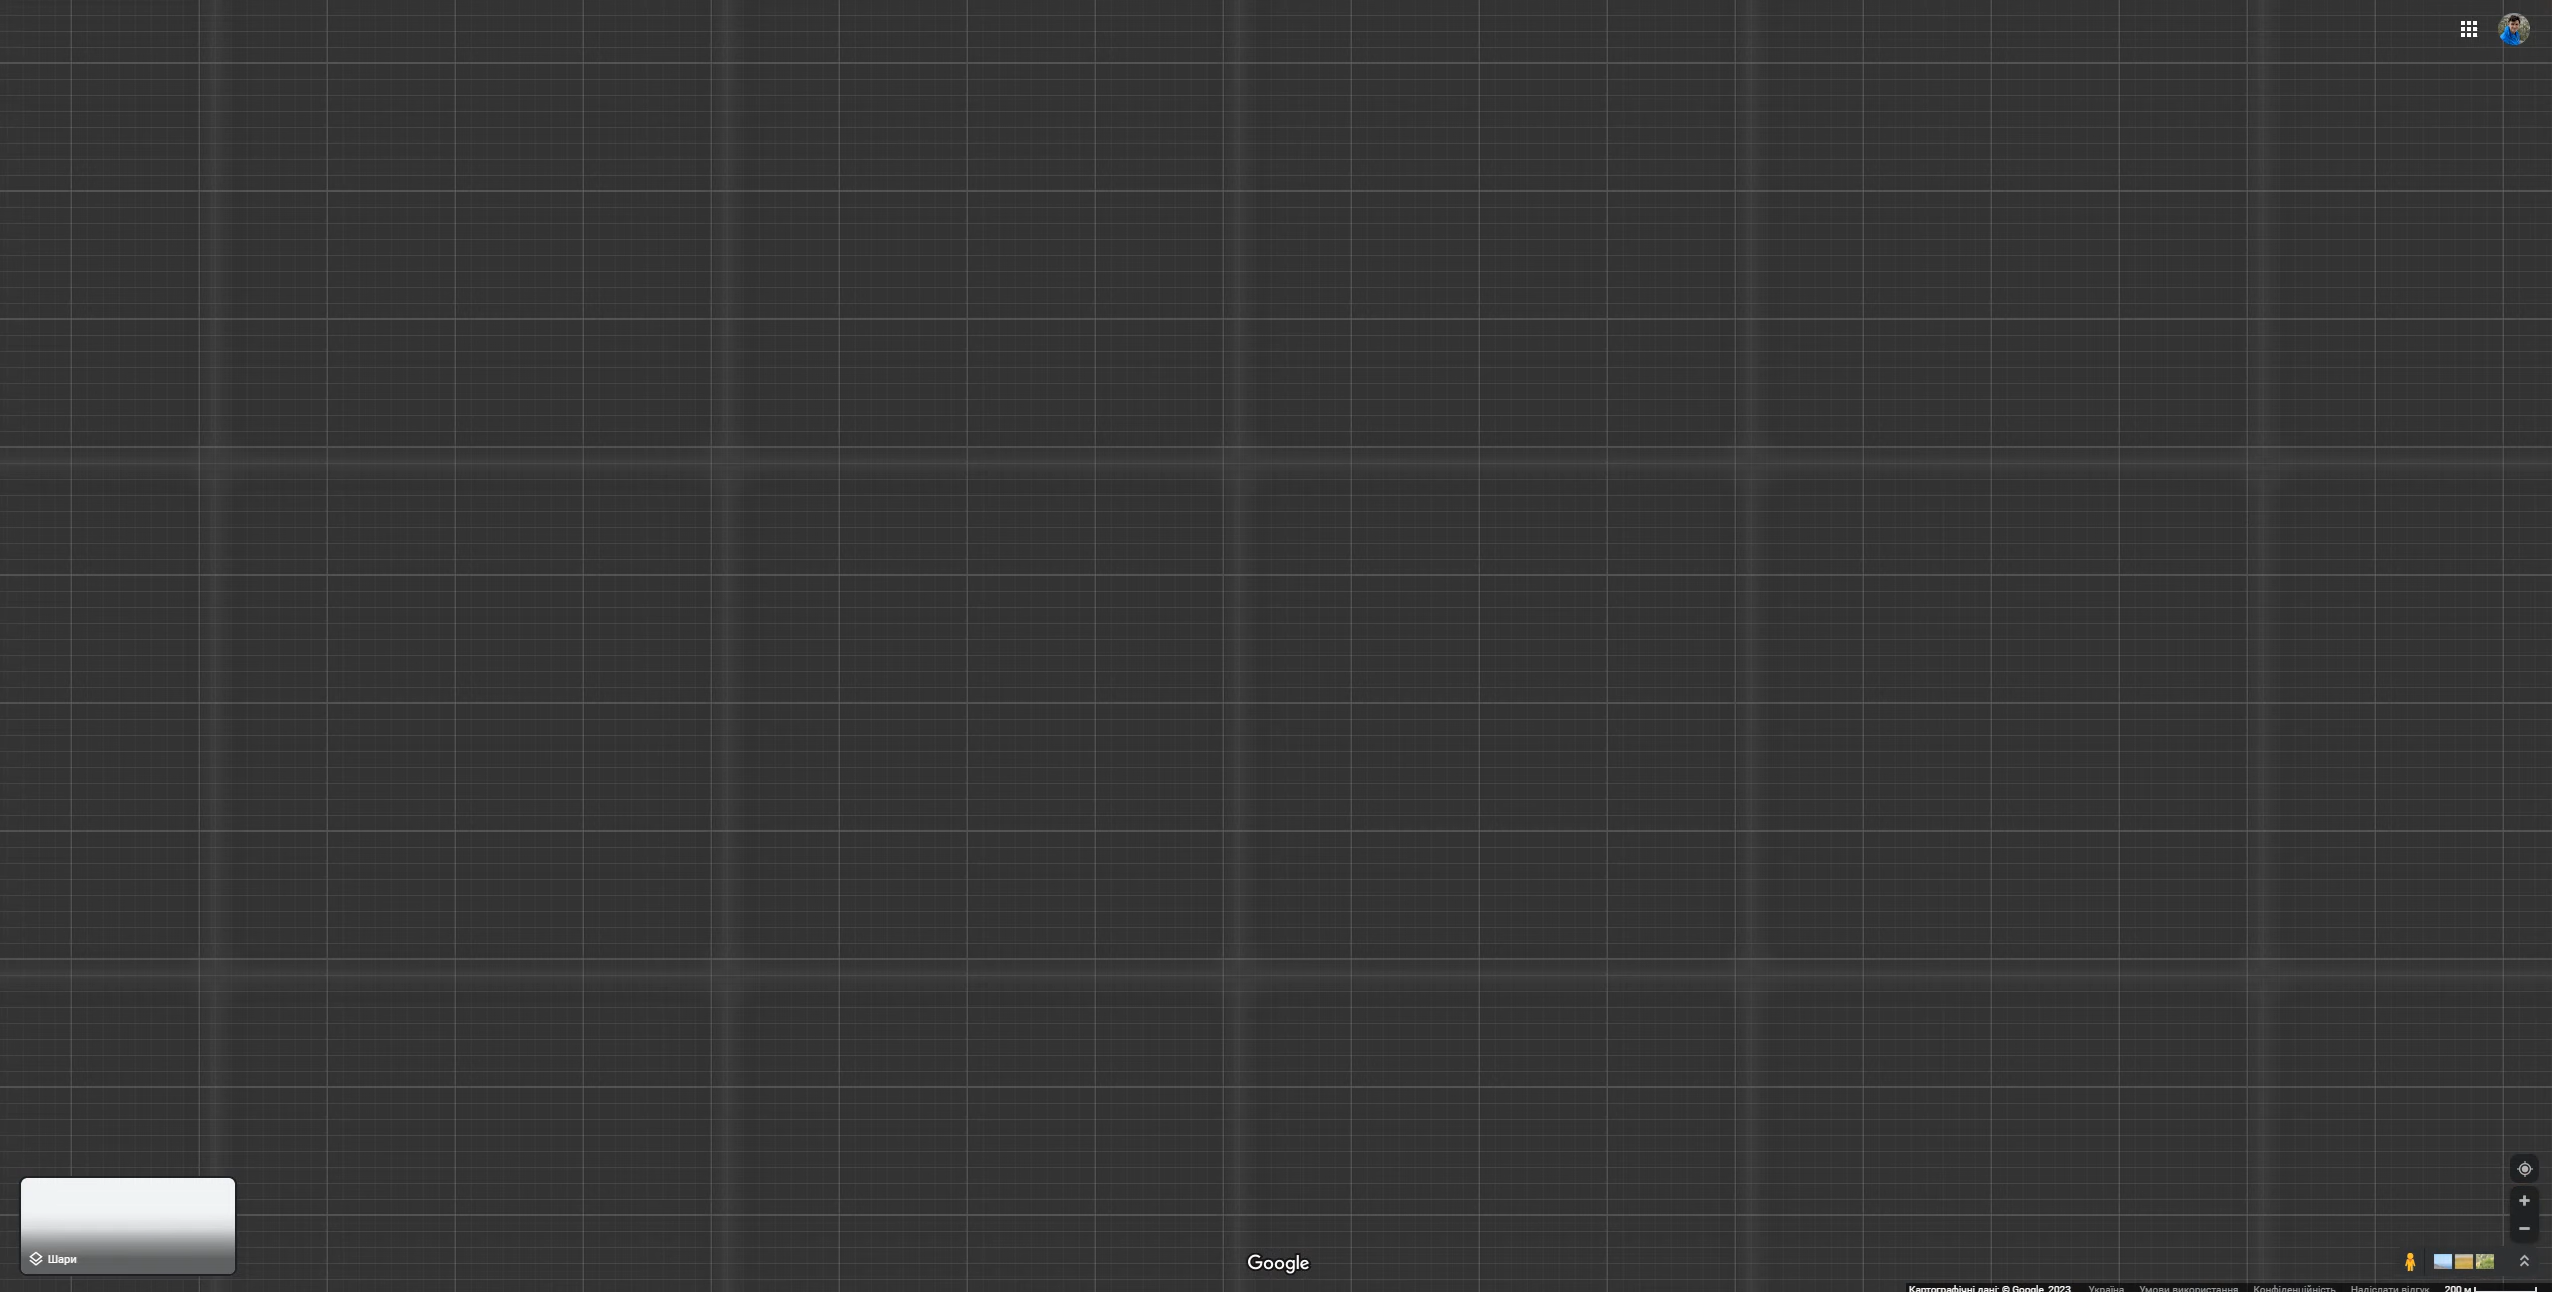 Шари
Google
Картографічні дані: © Google, 2023 Україна Умови використання Конфіденційність Надіслати відгук 200 м